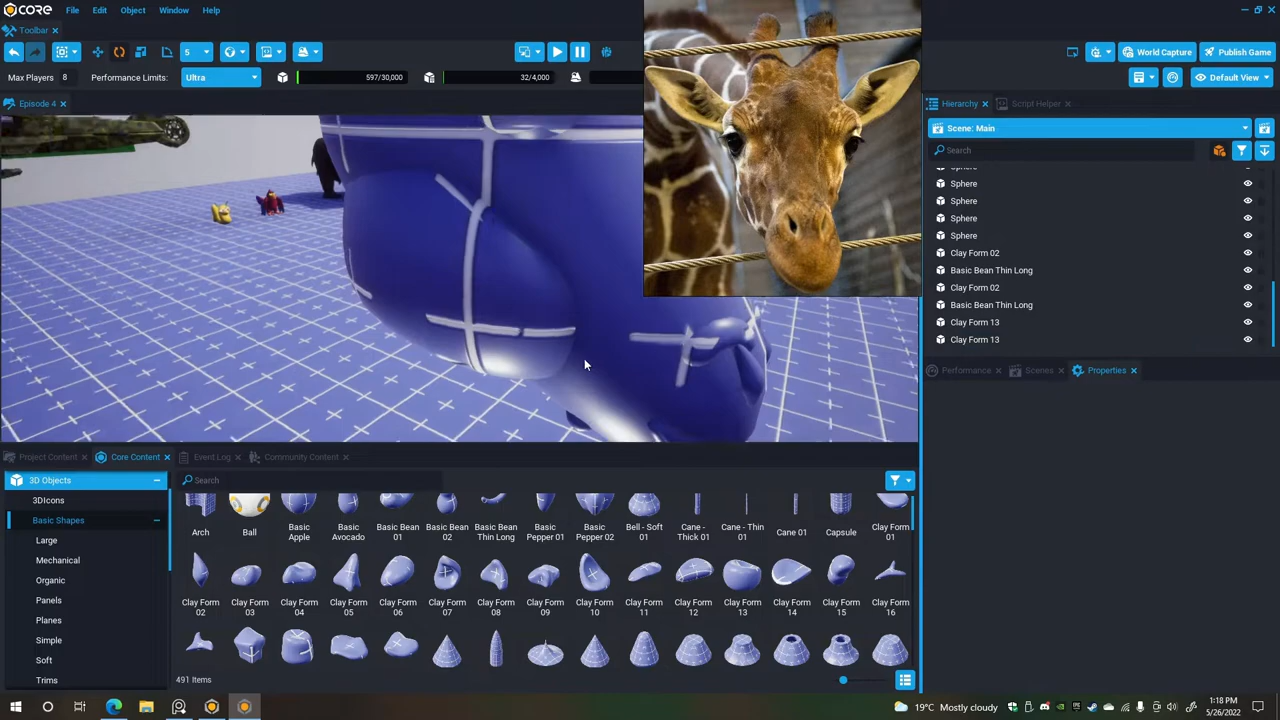 CORE File Edit Object Window Help
Toolbar
5
World Capture Publish Game
Max Players 8 Performance Limits: Ultra 597/30,000 32/4,000 Default View
Episode 4
Hierarchy Script Helper
Scene: Main
Search
Sphere
Sphere
Sphere
Sphere
Clay Form 02
Basic Bean Thin Long
Clay Form 02
Basic Bean Thin Long
Clay Form 13
Clay Form 13
Performance Scenes Properties
Project Content Core Content Event Log Community Content
3D Objects
Search
3DIcons
Basic Shapes
Large
Mechanical
Organic
Panels
Planes
Simple
Soft
Trims
Arch Ball Basic Apple Basic Avocado Basic Bean 01 Basic Bean 02 Basic Bean Thin Long Basic Pepper 01 Basic Pepper 02 Bell - Soft 01 Cane - Thick 01 Cane - Thin 01 Cane 01 Capsule Clay Form 01
Clay Form 02 Clay Form 03 Clay Form 04 Clay Form 05 Clay Form 06 Clay Form 07 Clay Form 08 Clay Form 09 Clay Form 10 Clay Form 11 Clay Form 12 Clay Form 13 Clay Form 14 Clay Form 15 Clay Form 16
491 Items
19°C Mostly cloudy
1:18 PM
5/26/2022